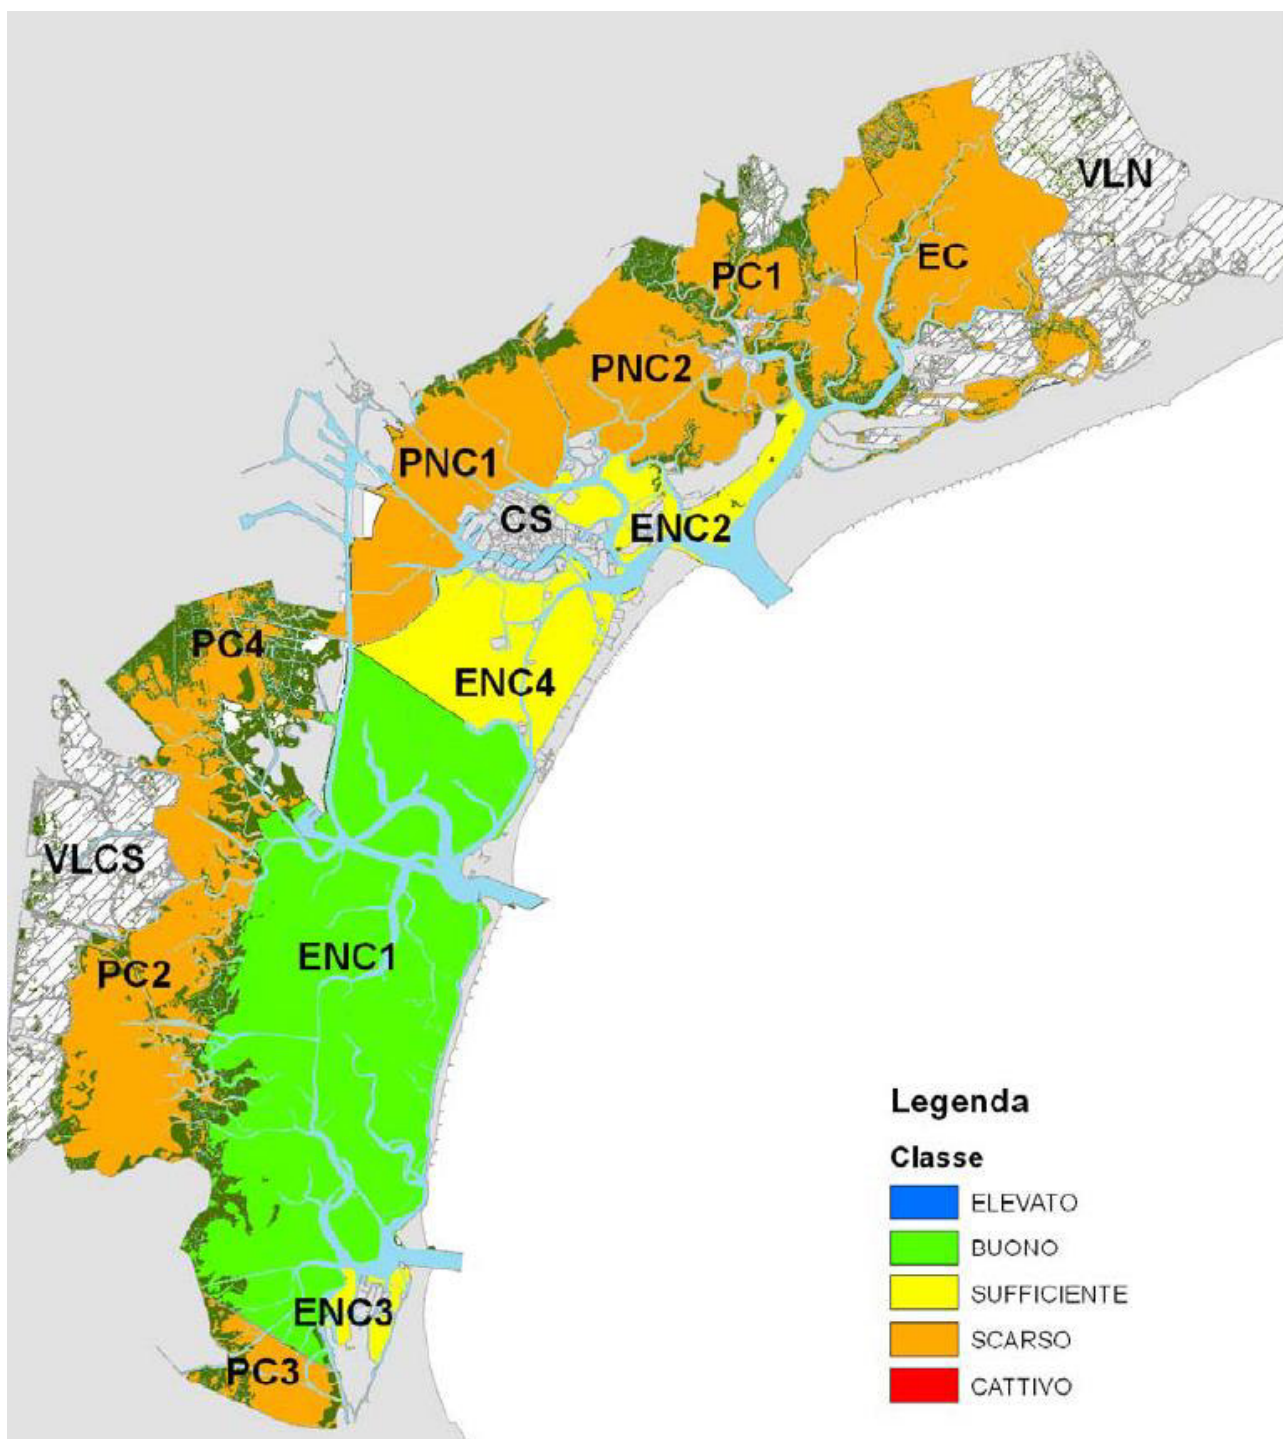 VLN
EC
PC1
PNC2
PNC1
CS
ENC2
PC4
ENC4
VLCS
ENC1
PC2
ENC3
PC3
Legenda
Classe
ELEVATO
BUONO
SUFFICIENTE
SCARSO
CATTIVO